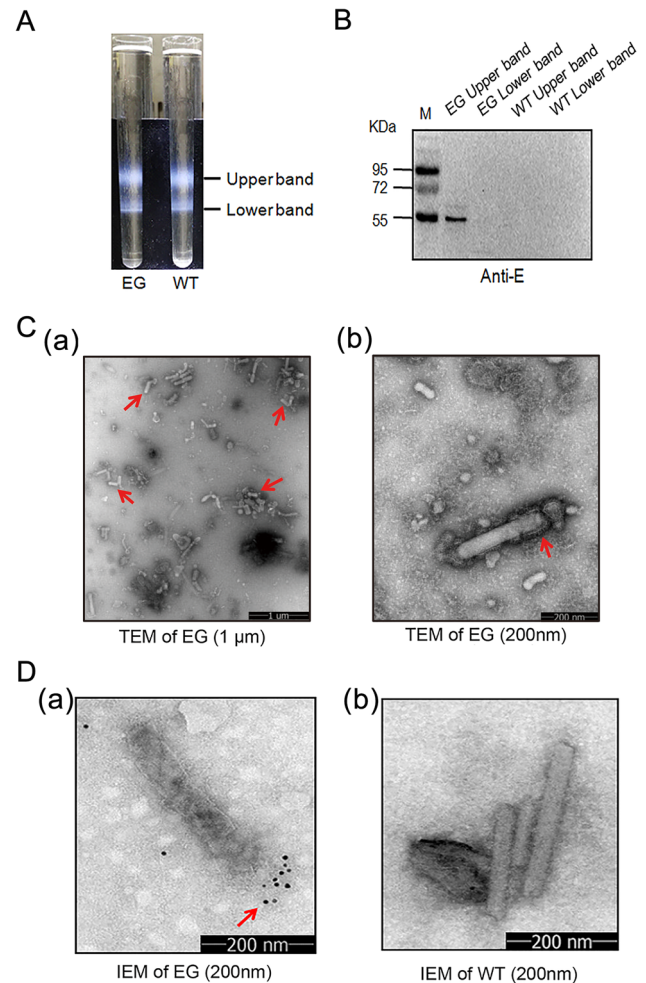 A
Upper band
Lower band
EG WT
B
EG Upper band
EG Lower band
WT Upper band
WT Lower band
M
KDa
95
72
55
Anti-E
C
(a)
1 um
TEM of EG (1 μm)
(b)
200 nm
TEM of EG (200nm)
D
(a)
200 nm
IEM of EG (200nm)
(b)
200 nm
IEM of WT (200nm)